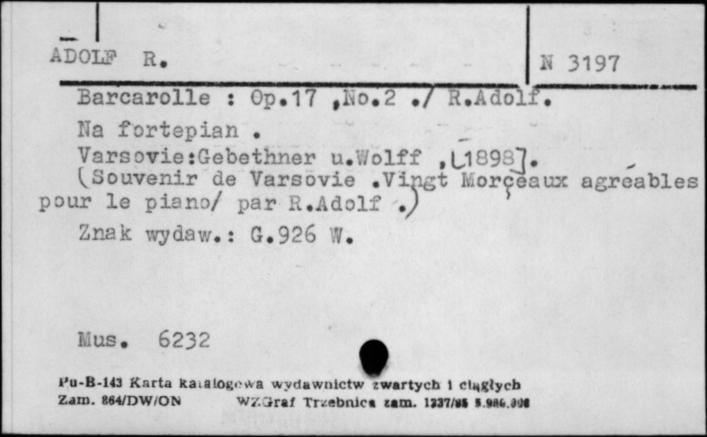 ADOLF R.
N 3197
Barcarolle : Op.17 ,No.2 ./ R.Adolf.
Na fortepian .
Varsovie:Gebethner u.Wolff ,[1898].
(Souvenir de Varsovie .Vingt Morçeaux agreables
pour le piano/ par R.Adolf .)
Znak wydaw.: G.926 W.
Mus. 6232
Pu-B-143 Karta katalogowa wydawnictw zwartych i ciągłych
Zam. 864/DW/ON WZGraf Trzebnica zam.